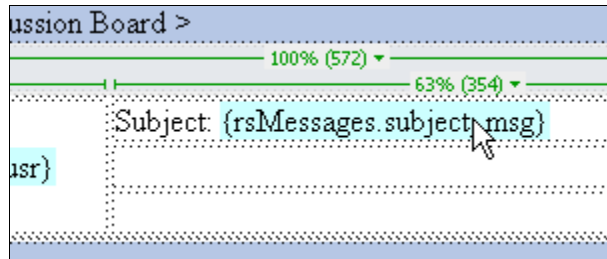 ussion Board >
100% (572)
63% (354)
Subject: {rsMessages.subject_msg}
usr}